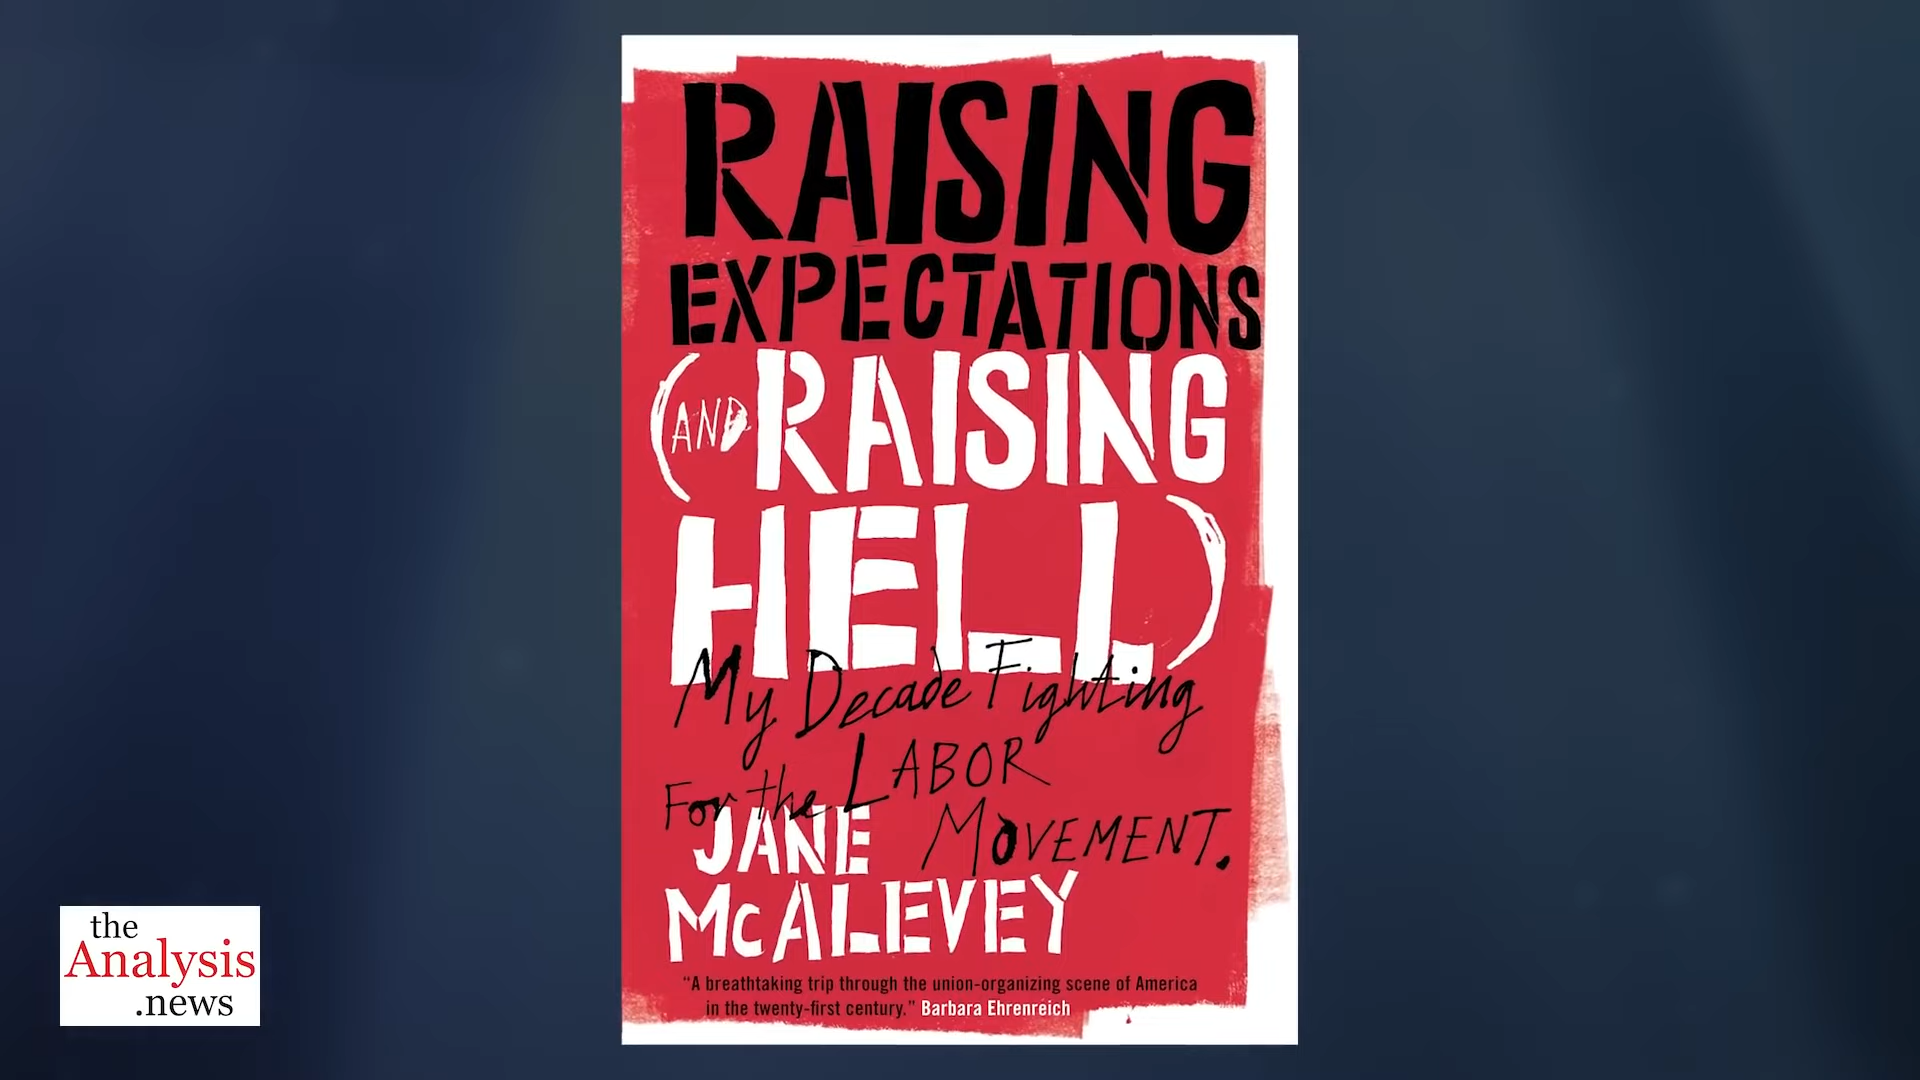 RAISING
EXPECTATIONS
(AND RAISING
HELL)
My Decade Fighting
For the LABOR
MOVEMENT.
JANE
McALEVEY
“A breathtaking trip through the union-organizing scene of America
in the twenty-first century.” Barbara Ehrenreich
the
Analysis
.news